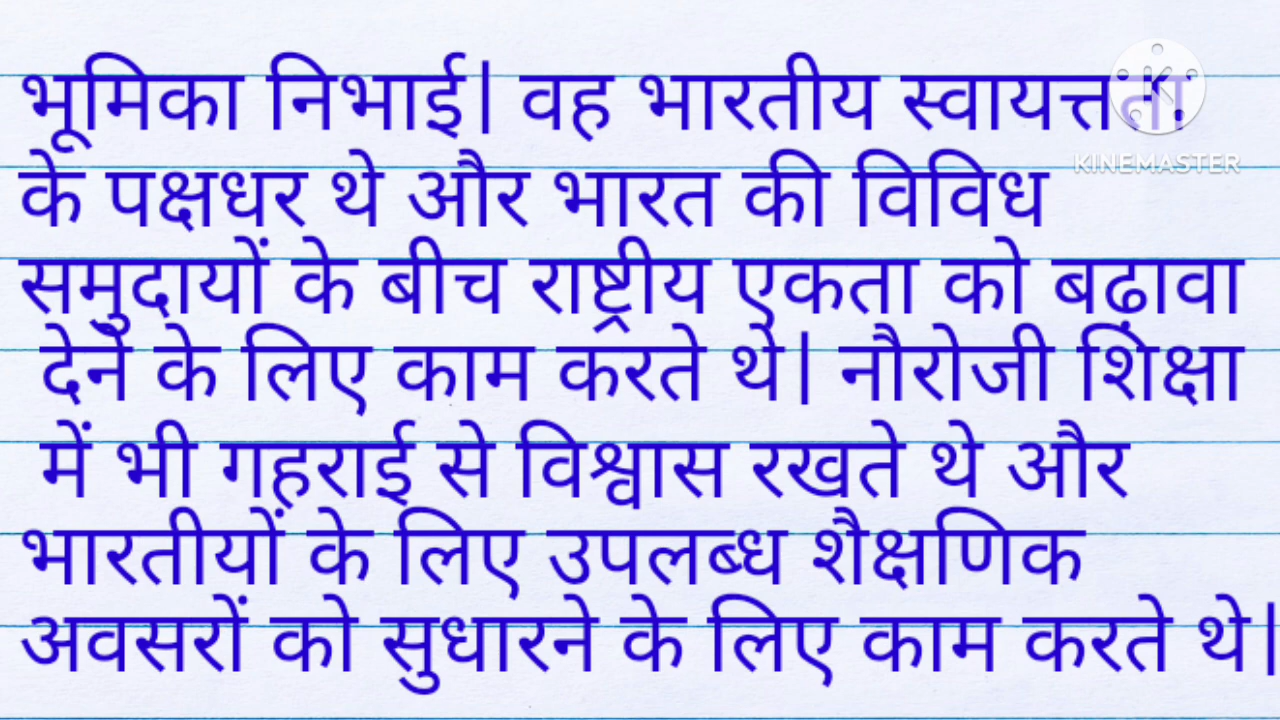 भूमिका निभाई| वह भारतीय स्वायत्तता
के पक्षधर थे और भारत की विविध
समुदायों के बीच राष्ट्रीय एकता को बढ़ावा
देने के लिए काम करते थे| नौरोजी शिक्षा
में भी गहराई से विश्वास रखते थे और
भारतीयों के लिए उपलब्ध शैक्षणिक
अवसरों को सुधारने के लिए काम करते थे|
KINEMASTER